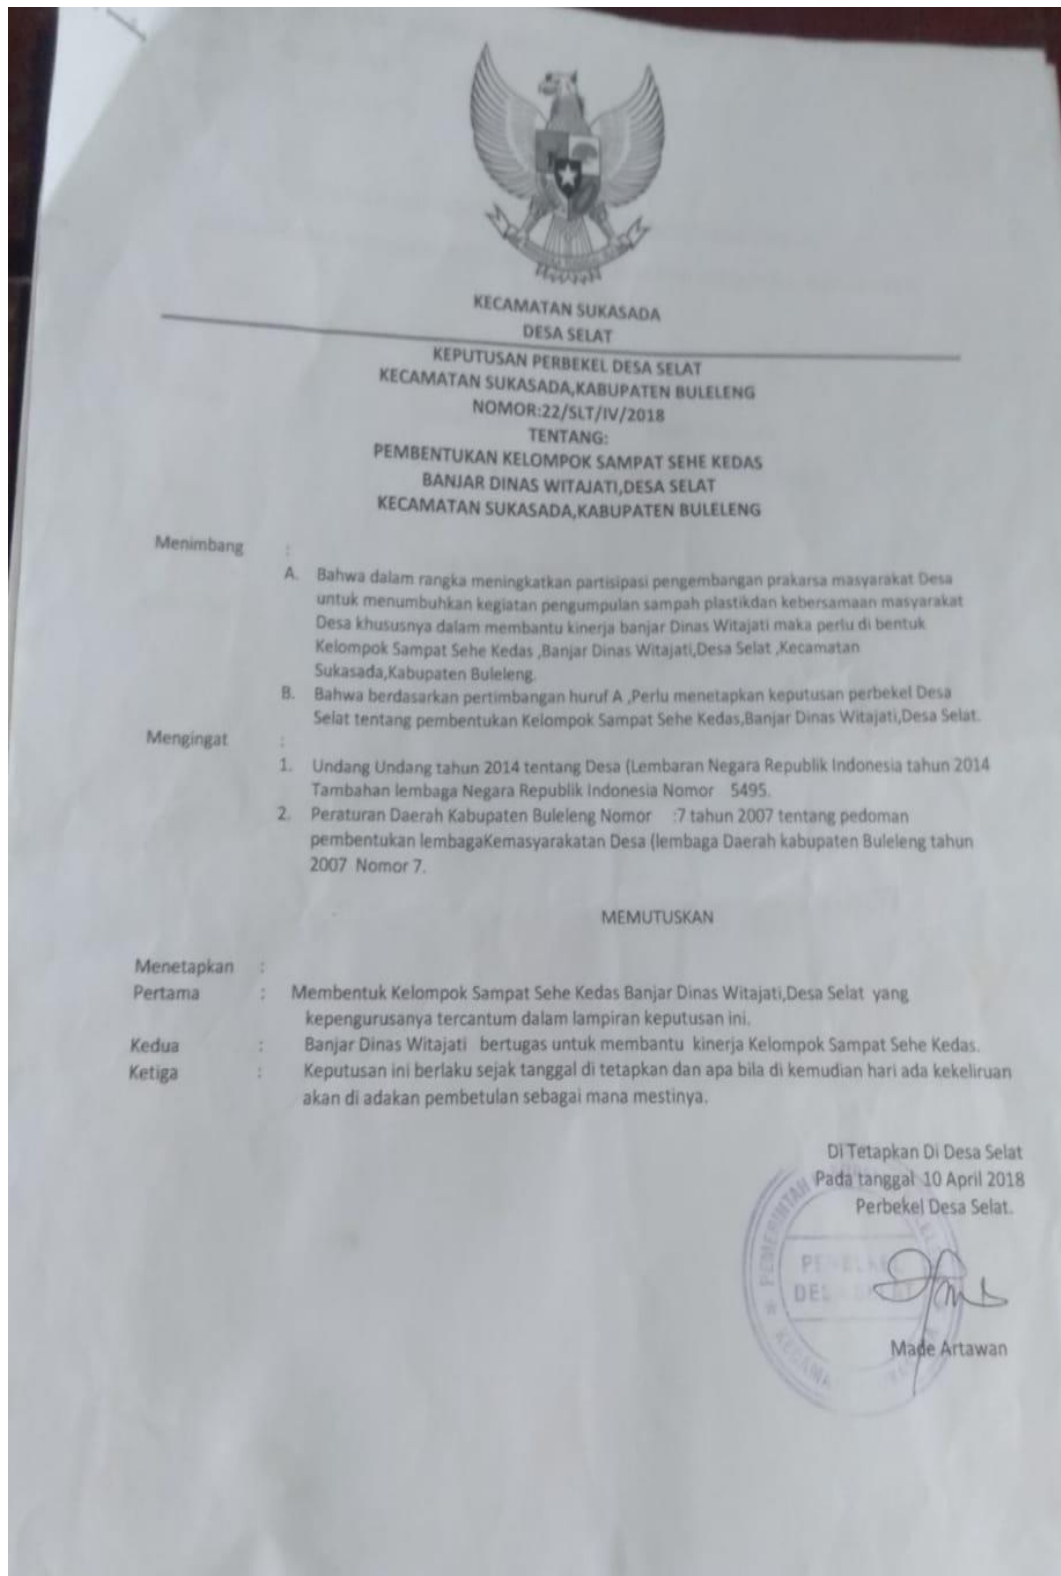 KECAMATAN SUKASADA
DESA SELAT
KEPUTUSAN PERBEKEL DESA SELAT
KECAMATAN SUKASADA,KABUPATEN BULELENG
NOMOR:22/SLT/IV/2018
TENTANG:
PEMBENTUKAN KELOMPOK SAMPAT SEHE KEDAS
BANJAR DINAS WITAJATI,DESA SELAT
KECAMATAN SUKASADA,KABUPATEN BULELENG
Menimbang :
A. Bahwa dalam rangka meningkatkan partisipasi pengembangan prakarsa masyarakat Desa
untuk menumbuhkan kegiatan pengumpulan sampah plastikdan kebersamaan masyarakat
Desa khususnya dalam membantu kinerja banjar Dinas Witajati maka perlu di bentuk
Kelompok Sampat Sehe Kedas ,Banjar Dinas Witajati,Desa Selat ,Kecamatan
Sukasada,Kabupaten Buleleng.
B. Bahwa berdasarkan pertimbangan huruf A ,Perlu menetapkan keputusan perbekel Desa
Selat tentang pembentukan Kelompok Sampat Sehe Kedas,Banjar Dinas Witajati,Desa Selat.
Mengingat :
1. Undang Undang tahun 2014 tentang Desa (Lembaran Negara Republik Indonesia tahun 2014
Tambahan lembaga Negara Republik Indonesia Nomor 5495.
2. Peraturan Daerah Kabupaten Buleleng Nomor :7 tahun 2007 tentang pedoman
pembentukan lembagaKemasyarakatan Desa (lembaga Daerah kabupaten Buleleng tahun
2007 Nomor 7.
MEMUTUSKAN
Menetapkan :
Pertama : Membentuk Kelompok Sampat Sehe Kedas Banjar Dinas Witajati,Desa Selat yang
kepengurusanya tercantum dalam lampiran keputusan ini.
Kedua : Banjar Dinas Witajati bertugas untuk membantu kinerja Kelompok Sampat Sehe Kedas.
Ketiga : Keputusan ini berlaku sejak tanggal di tetapkan dan apa bila di kemudian hari ada kekeliruan
akan di adakan pembetulan sebagai mana mestinya.
Di Tetapkan Di Desa Selat
Pada tanggal 10 April 2018
Perbekel Desa Selat.
PEMERINTAH
Made Artawan